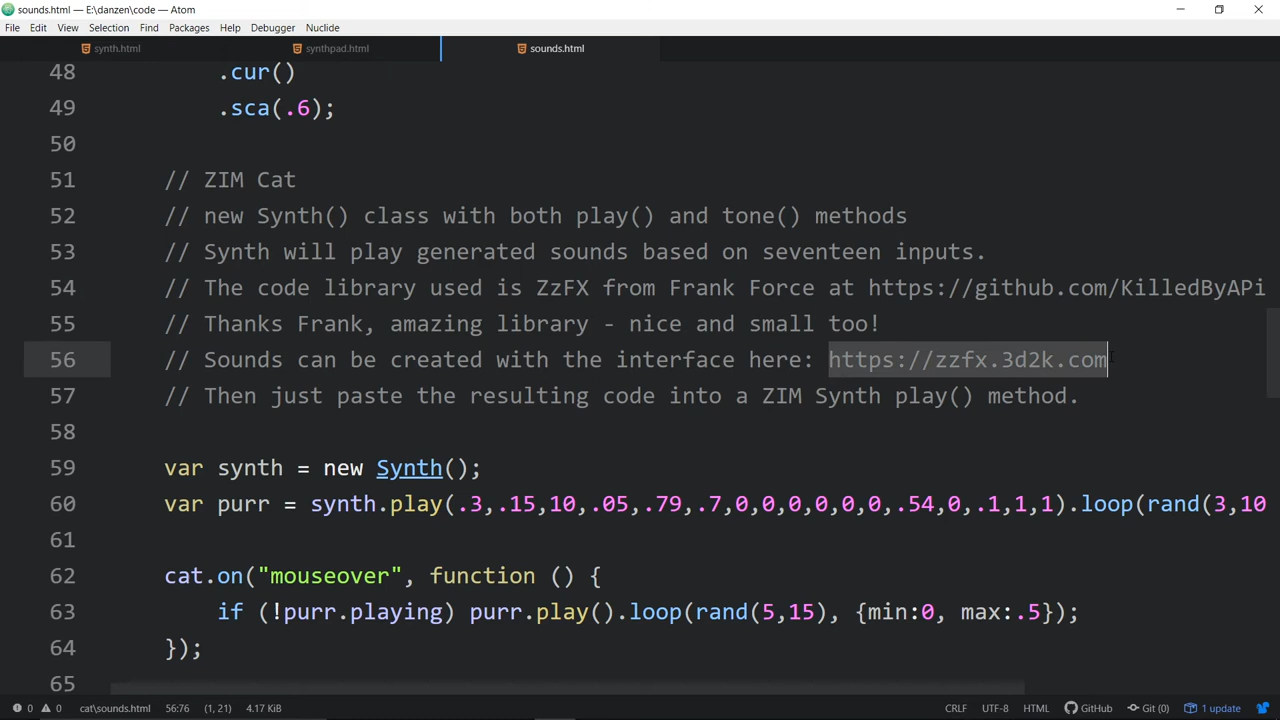 sounds.html — E:\danzen\code — Atom
File Edit View Selection Find Packages Help Debugger Nuclide
synth.html synthpad.html sounds.html
48 .cur()
49 .sca(.6);
50
51 // ZIM Cat
52 // new Synth() class with both play() and tone() methods
53 // Synth will play generated sounds based on seventeen inputs.
54 // The code library used is ZzFX from Frank Force at https://github.com/KilledByAPi
55 // Thanks Frank, amazing library - nice and small too!
56 // Sounds can be created with the interface here: https://zzfx.3d2k.com
57 // Then just paste the resulting code into a ZIM Synth play() method.
58
59 var synth = new Synth();
60 var purr = synth.play(.3,.15,10,.05,.79,.7,0,0,0,0,0,0,.54,0,.1,1,1).loop(rand(3,10
61
62 cat.on("mouseover", function () {
63 if (!purr.playing) purr.play().loop(rand(5,15), {min:0, max:.5});
64 });
65
0 0 cat\sounds.html 56:76 (1, 21) 4.17 KiB CRLF UTF-8 HTML GitHub Git (0) 1 update